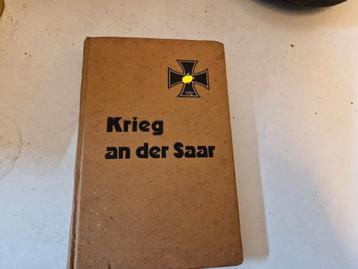 Krieg
an der Saar